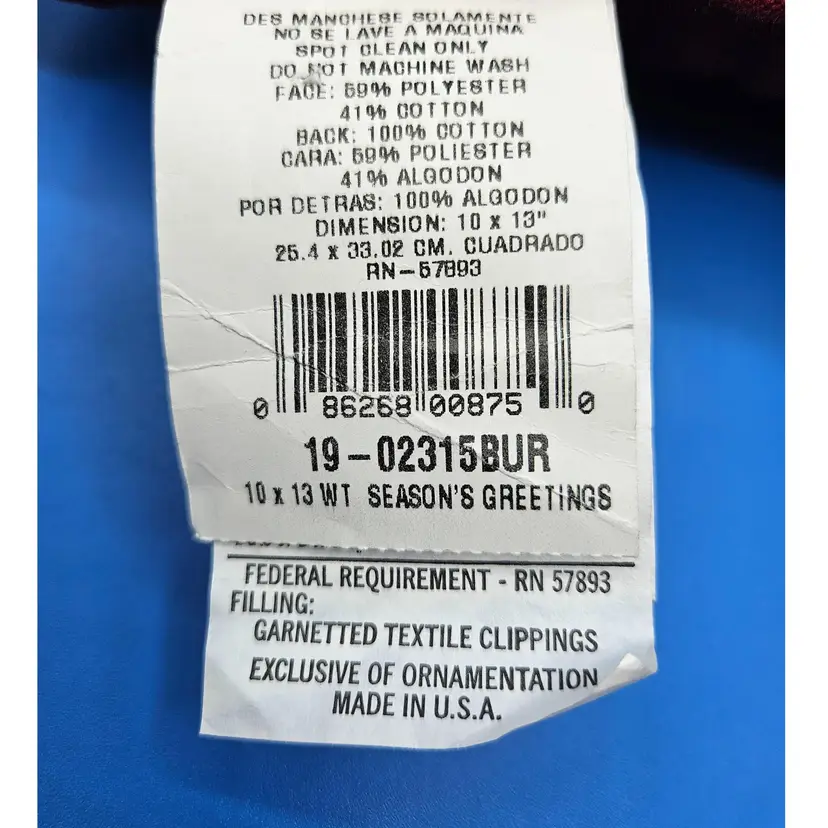 DES MANCHESE SOLAMENTE
NO SE LAVE A MAQUINA
SPOT CLEAN ONLY
DO NOT MACHINE WASH
FACE: 59% POLYESTER
41% COTTON
BACK: 100% COTTON
CARA: 59% POLIESTER
41% ALGODON
POR DETRAS: 100% ALGODON
DIMENSION: 10 x 13"
25.4 x 33.02 CM. CUADRADO
RN-57893
0 86268 00875 0
19-02315BUR
10 x 13 WT SEASON'S GREETINGS
FEDERAL REQUIREMENT - RN 57893
FILLING:
GARNETTED TEXTILE CLIPPINGS
EXCLUSIVE OF ORNAMENTATION
MADE IN U.S.A.